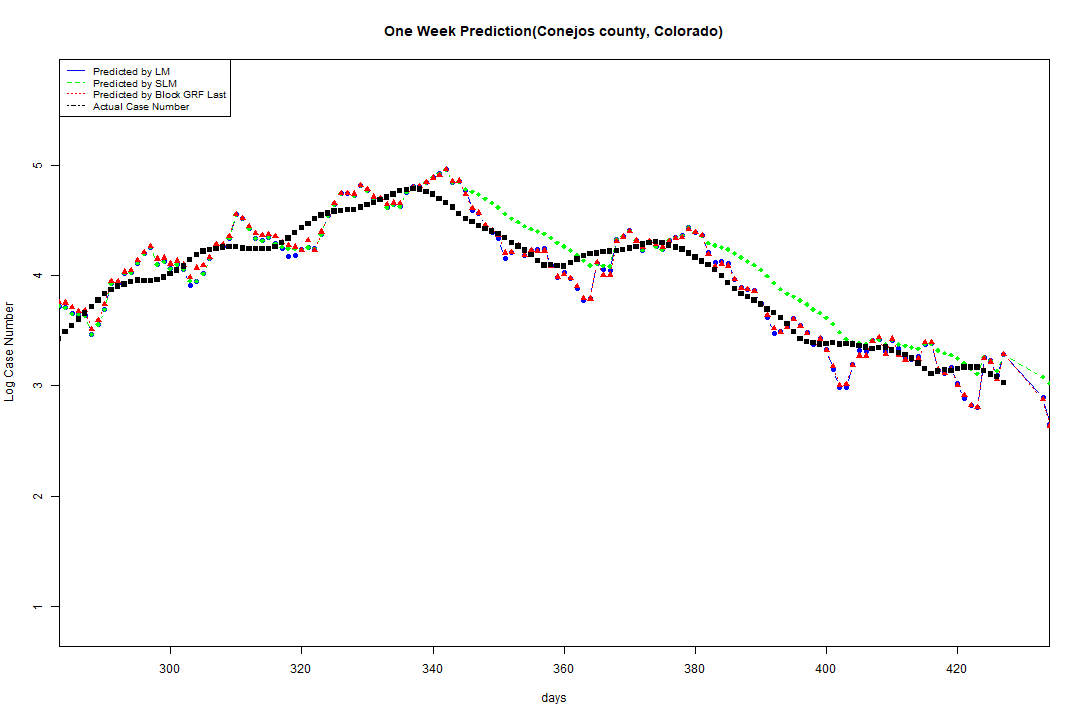 One Week Prediction(Conejos county, Colorado)
Predicted by LM
Predicted by SLM
Predicted by Block GRF Last
Actual Case Number
5
4
3
2
1
Log Case Number
300 320 340 360 380 400 420
days